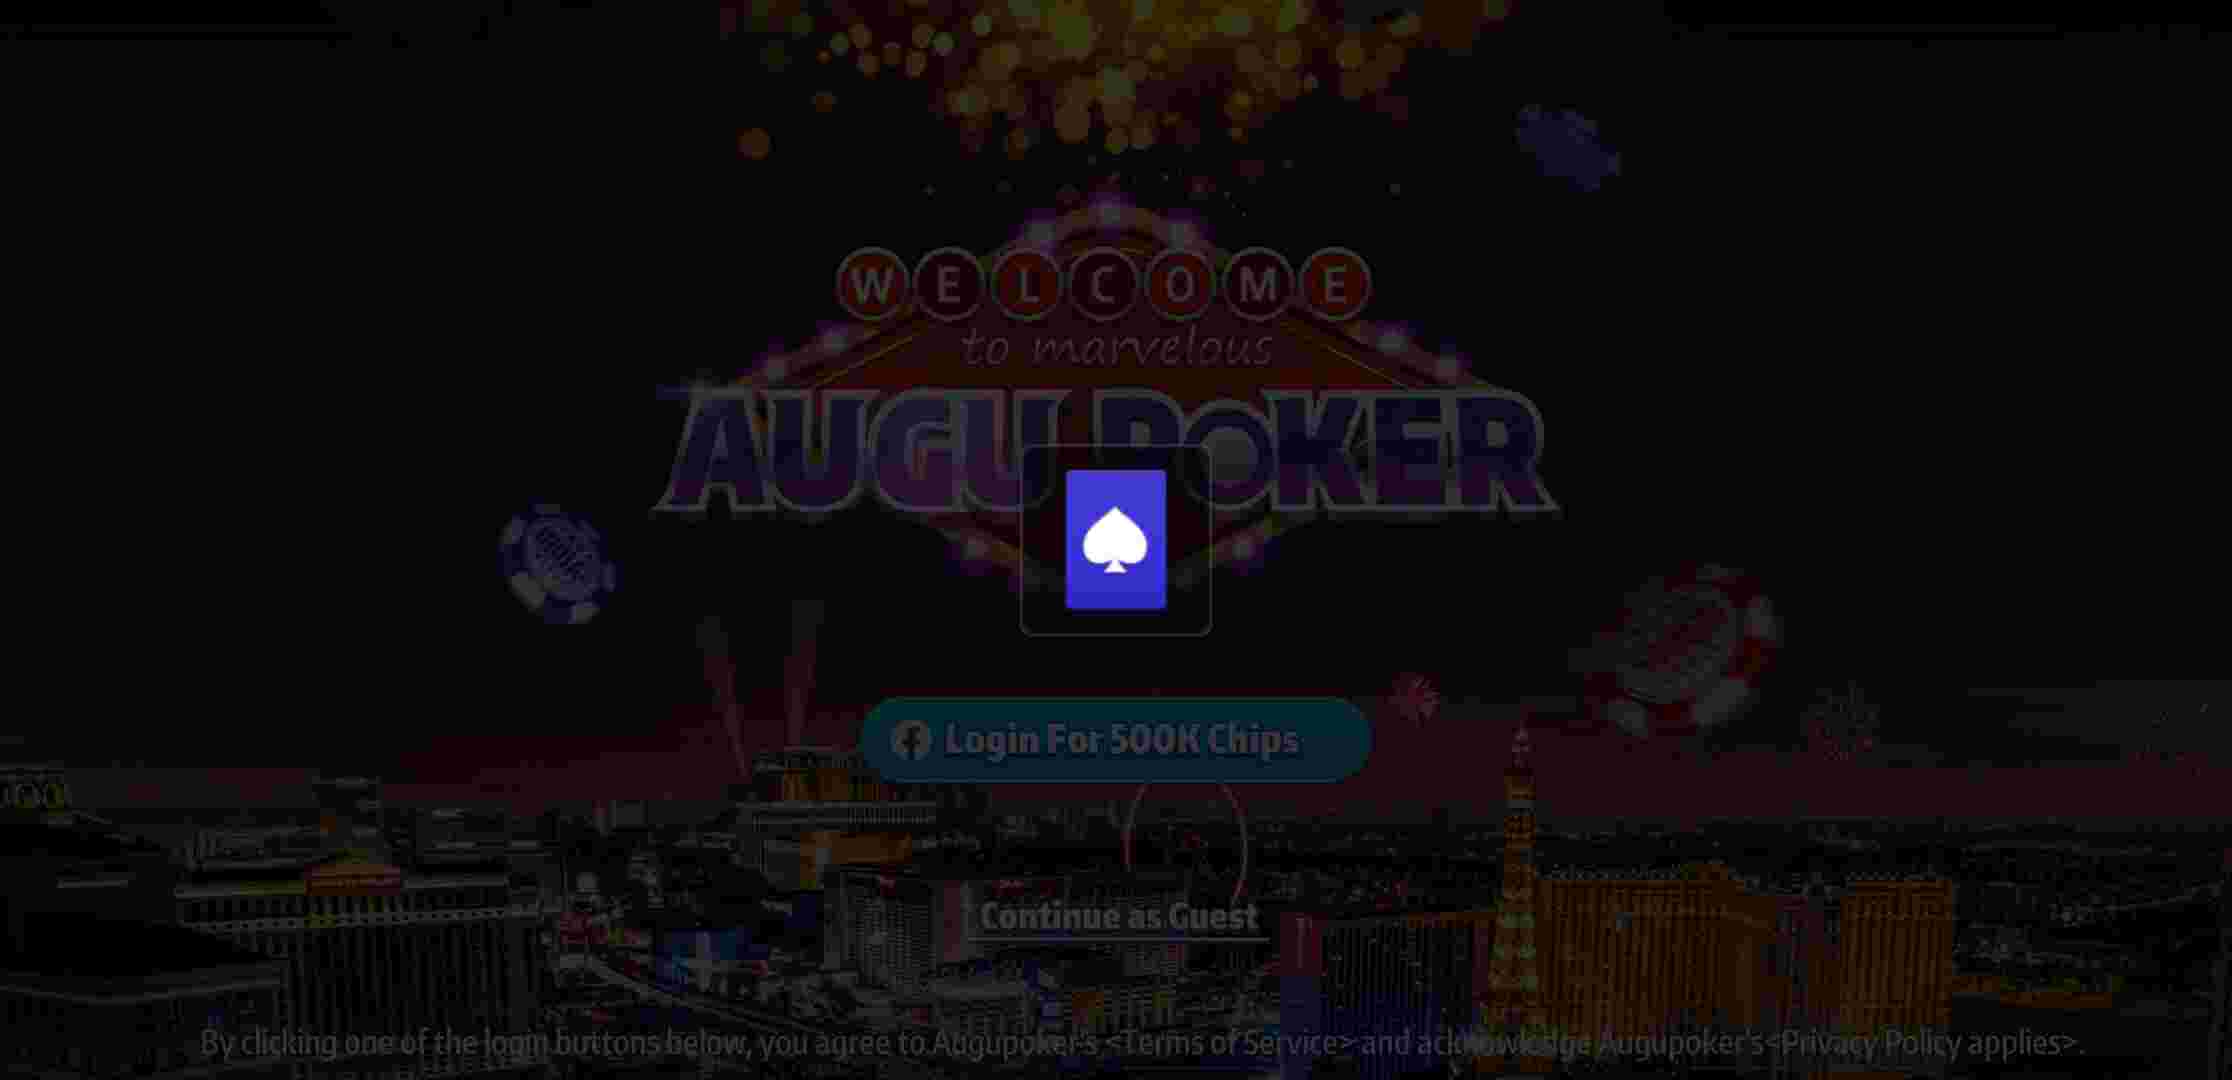 WELCOME
to marvelous
AUGU POKER
Login For 500K Chips
Continue as Guest
By clicking one of the login buttons below, you agree to Augupoker's <Terms of Service> and acknowledge Augupoker's<Privacy Policy applies>.